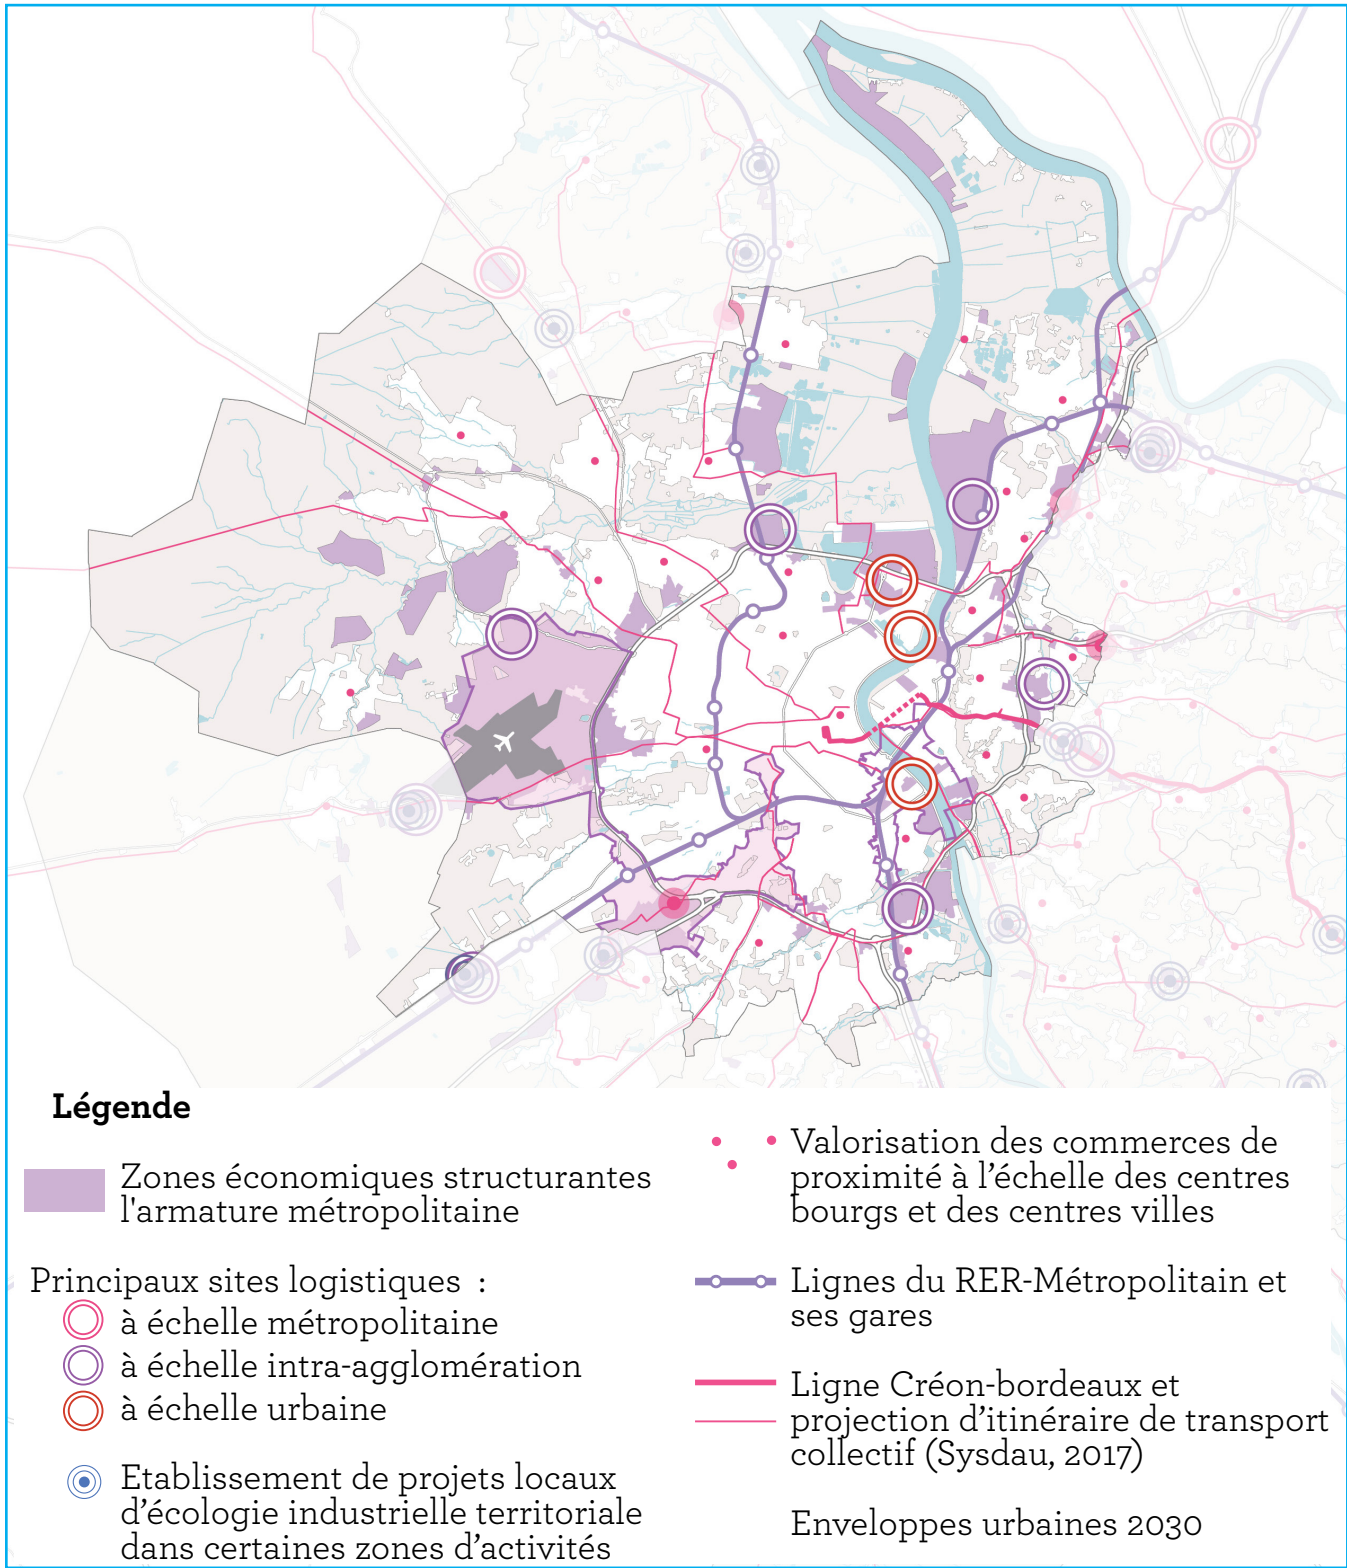 Légende
Zones économiques structurantes
l'armature métropolitaine
Principaux sites logistiques :
à échelle métropolitaine
à échelle intra-agglomération
à échelle urbaine
Etablissement de projets locaux
d’écologie industrielle territoriale
dans certaines zones d’activités
Valorisation des commerces de
proximité à l’échelle des centres
bourgs et des centres villes
Lignes du RER-Métropolitain et
ses gares
Ligne Créon-bordeaux et
projection d’itinéraire de transport
collectif (Sysdau, 2017)
Enveloppes urbaines 2030